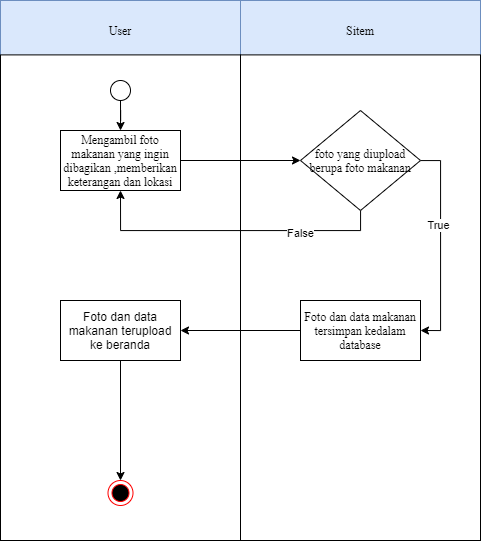 User
Sitem
Mengambil foto
makanan yang ingin
dibagikan ,memberikan
keterangan dan lokasi
foto yang diupload
berupa foto makanan
False
True
Foto dan data
makanan terupload
ke beranda
Foto dan data makanan
tersimpan kedalam
database